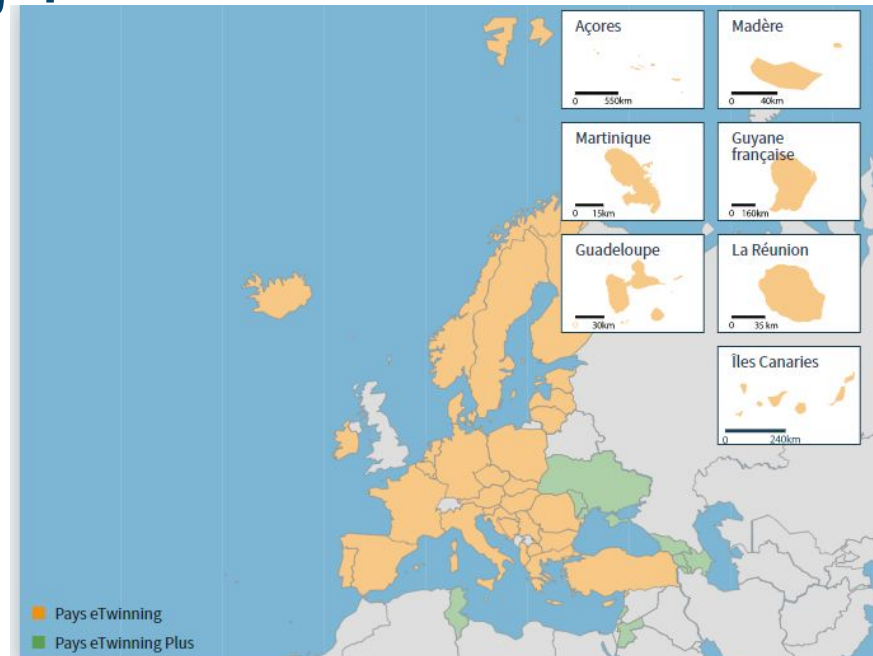 Açores
0 550km
Madère
0 40km
Martinique
0 15km
Guyane
française
0 160km
Guadeloupe
0 30km
La Réunion
0 35 km
Îles Canaries
0 240km
Pays eTwinning
Pays eTwinning Plus